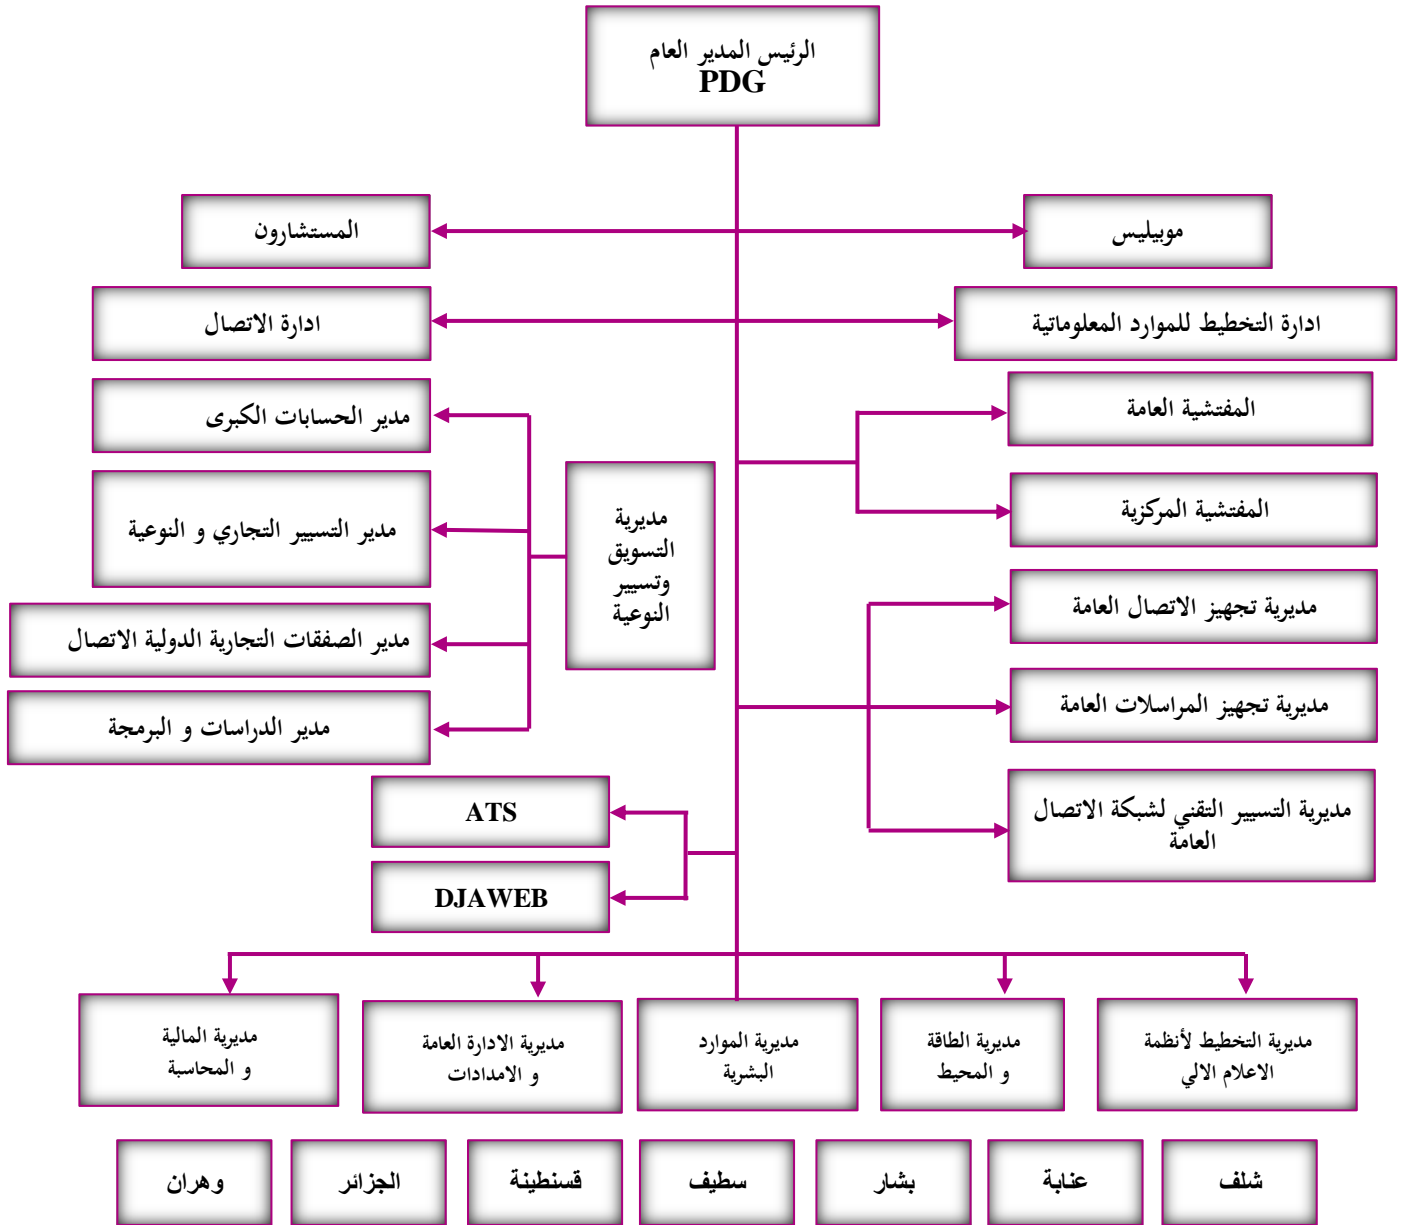 الرئيس المدير العام
PDG
موبيليس
المستشارون
ادارة التخطيط للموارد المعلوماتية
ادارة الاتصال
المفتشية العامة
مدير الحسابات الكبرى
المفتشية المركزية
مديرية
التسويق
وتسيير
النوعية
مدير التسيير التجاري و النوعية
مديرية تجهيز الاتصال العامة
مدير الصفقات التجارية الدولية الاتصال
مديرية تجهيز المراسلات العامة
مدير الدراسات و البرمجة
مديرية التسيير التقني لشبكة الاتصال
العامة
ATS
DJAWEB
مديرية التخطيط لأنظمة
الاعلام الالي
مديرية الطاقة
و المحيط
مديرية الموارد
البشرية
مديرية الادارة العامة
و الامدادات
مديرية المالية
و المحاسبة
شلف
عنابة
بشار
سطيف
قسنطينة
الجزائر
وهران